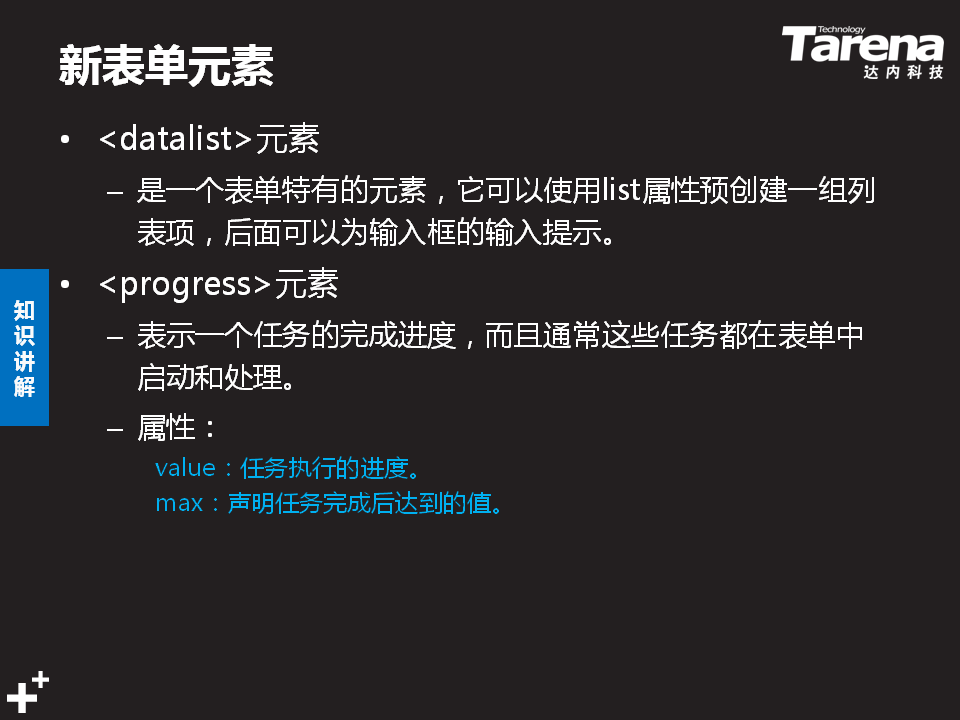 新表单元素
Technology
Tarena
达内科技
• <datalist>元素
– 是一个表单特有的元素，它可以使用list属性预创建一组列
表项，后面可以为输入框的输入提示。
• <progress>元素
– 表示一个任务的完成进度，而且通常这些任务都在表单中
启动和处理。
– 属性：
value：任务执行的进度。
max：声明任务完成后达到的值。
知识讲解